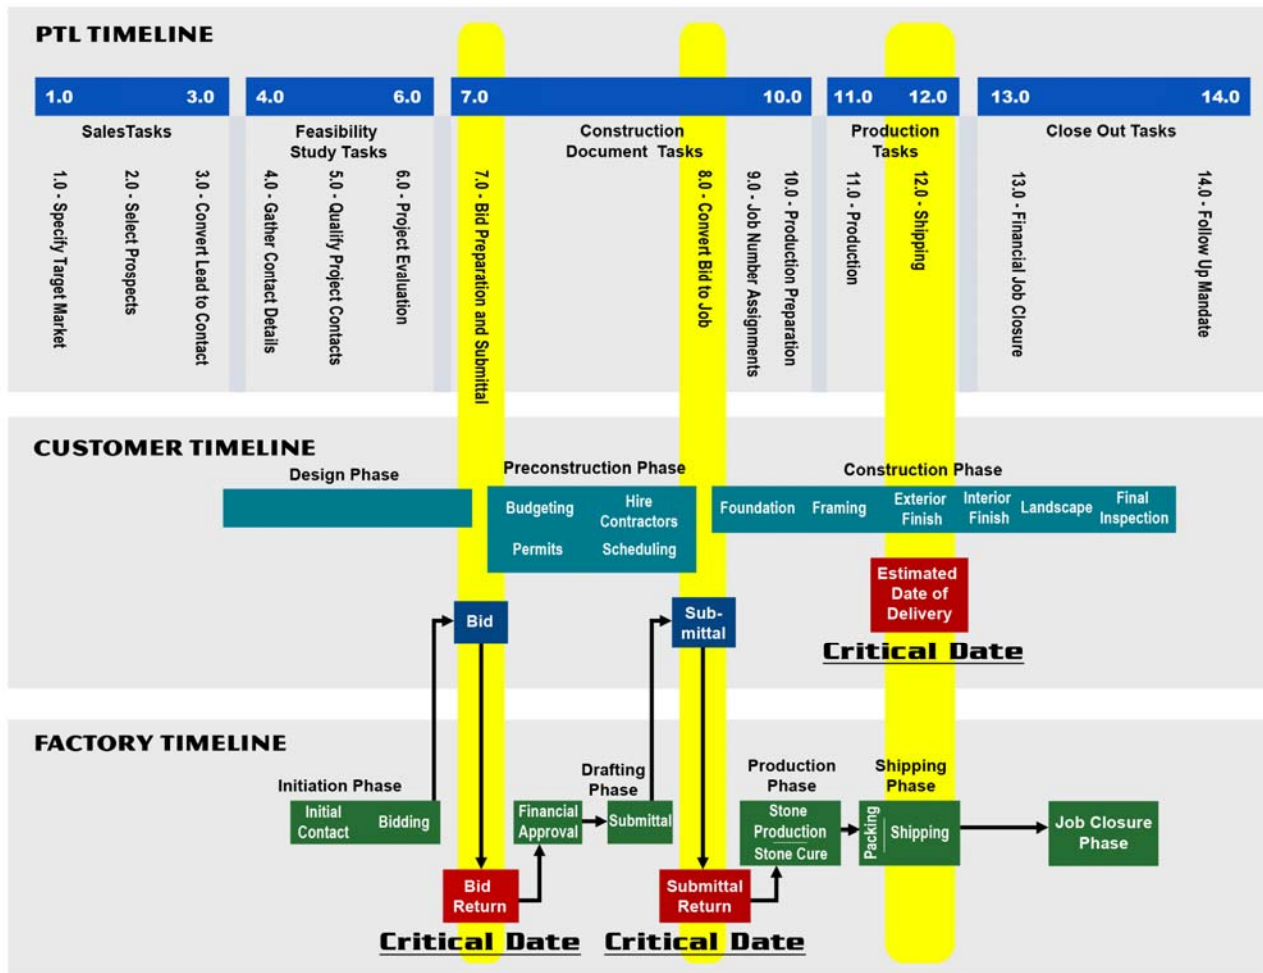 PTL TIMELINE
1.0 3.0 4.0 6.0 7.0 10.0 11.0 12.0 13.0 14.0
SalesTasks
Feasibility
Study Tasks
Construction
Document Tasks
Production
Tasks
Close Out Tasks
1.0 - Specify Target Market
2.0 - Select Prospects
3.0 - Convert Lead to Contact
4.0 - Gather Contact Details
5.0 - Qualify Project Contacts
6.0 - Project Evaluation
7.0 - Bid Preparation and Submittal
8.0 - Convert Bid to Job
9.0 - Job Number Assignments
10.0 - Production Preparation
11.0 - Production
12.0 - Shipping
13.0 - Financial Job Closure
14.0 - Follow Up Mandate
CUSTOMER TIMELINE
Design Phase
Preconstruction Phase
Budgeting
Hire
Contractors
Permits
Scheduling
Construction Phase
Foundation
Framing
Exterior
Finish
Interior
Finish
Landscape
Final
Inspection
Estimated
Date of
Delivery
Critical Date
Bid
Sub-
mittal
FACTORY TIMELINE
Initiation Phase
Initial
Contact
Bidding
Bid
Return
Critical Date
Financial
Approval
Drafting
Phase
Submittal
Submittal
Return
Critical Date
Production
Phase
Stone
Production
Stone Cure
Shipping
Phase
Packing
Shipping
Job Closure
Phase